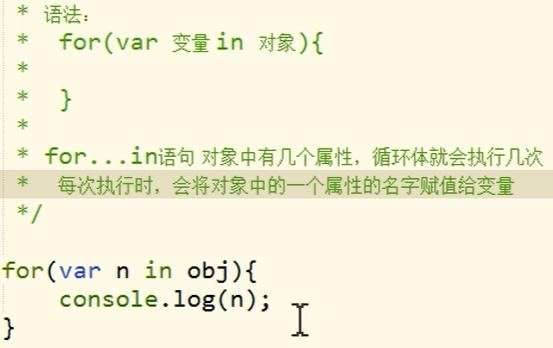 * 语法：
* for(var 变量 in 对象){
*
* }
*
* for...in语句 对象中有几个属性，循环体就会执行几次
* 每次执行时，会将对象中的一个属性的名字赋值给变量
*/
for(var n in obj){
console.log(n);
}